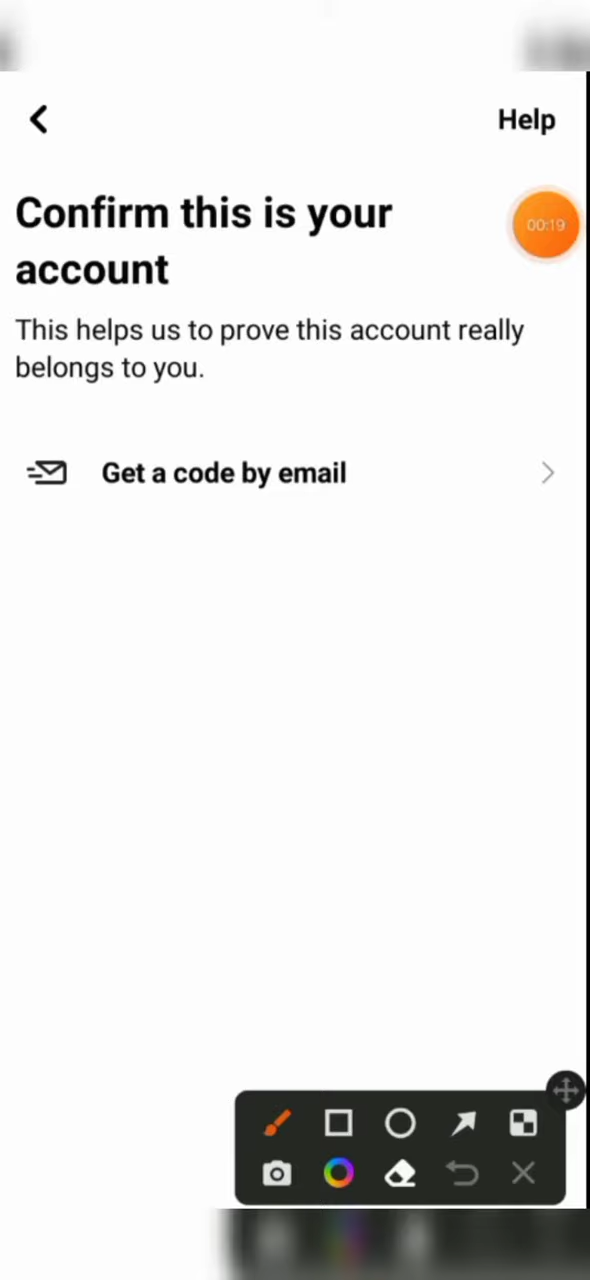 Help
Confirm this is your
account
00:19
This helps us to prove this account really
belongs to you.
Get a code by email